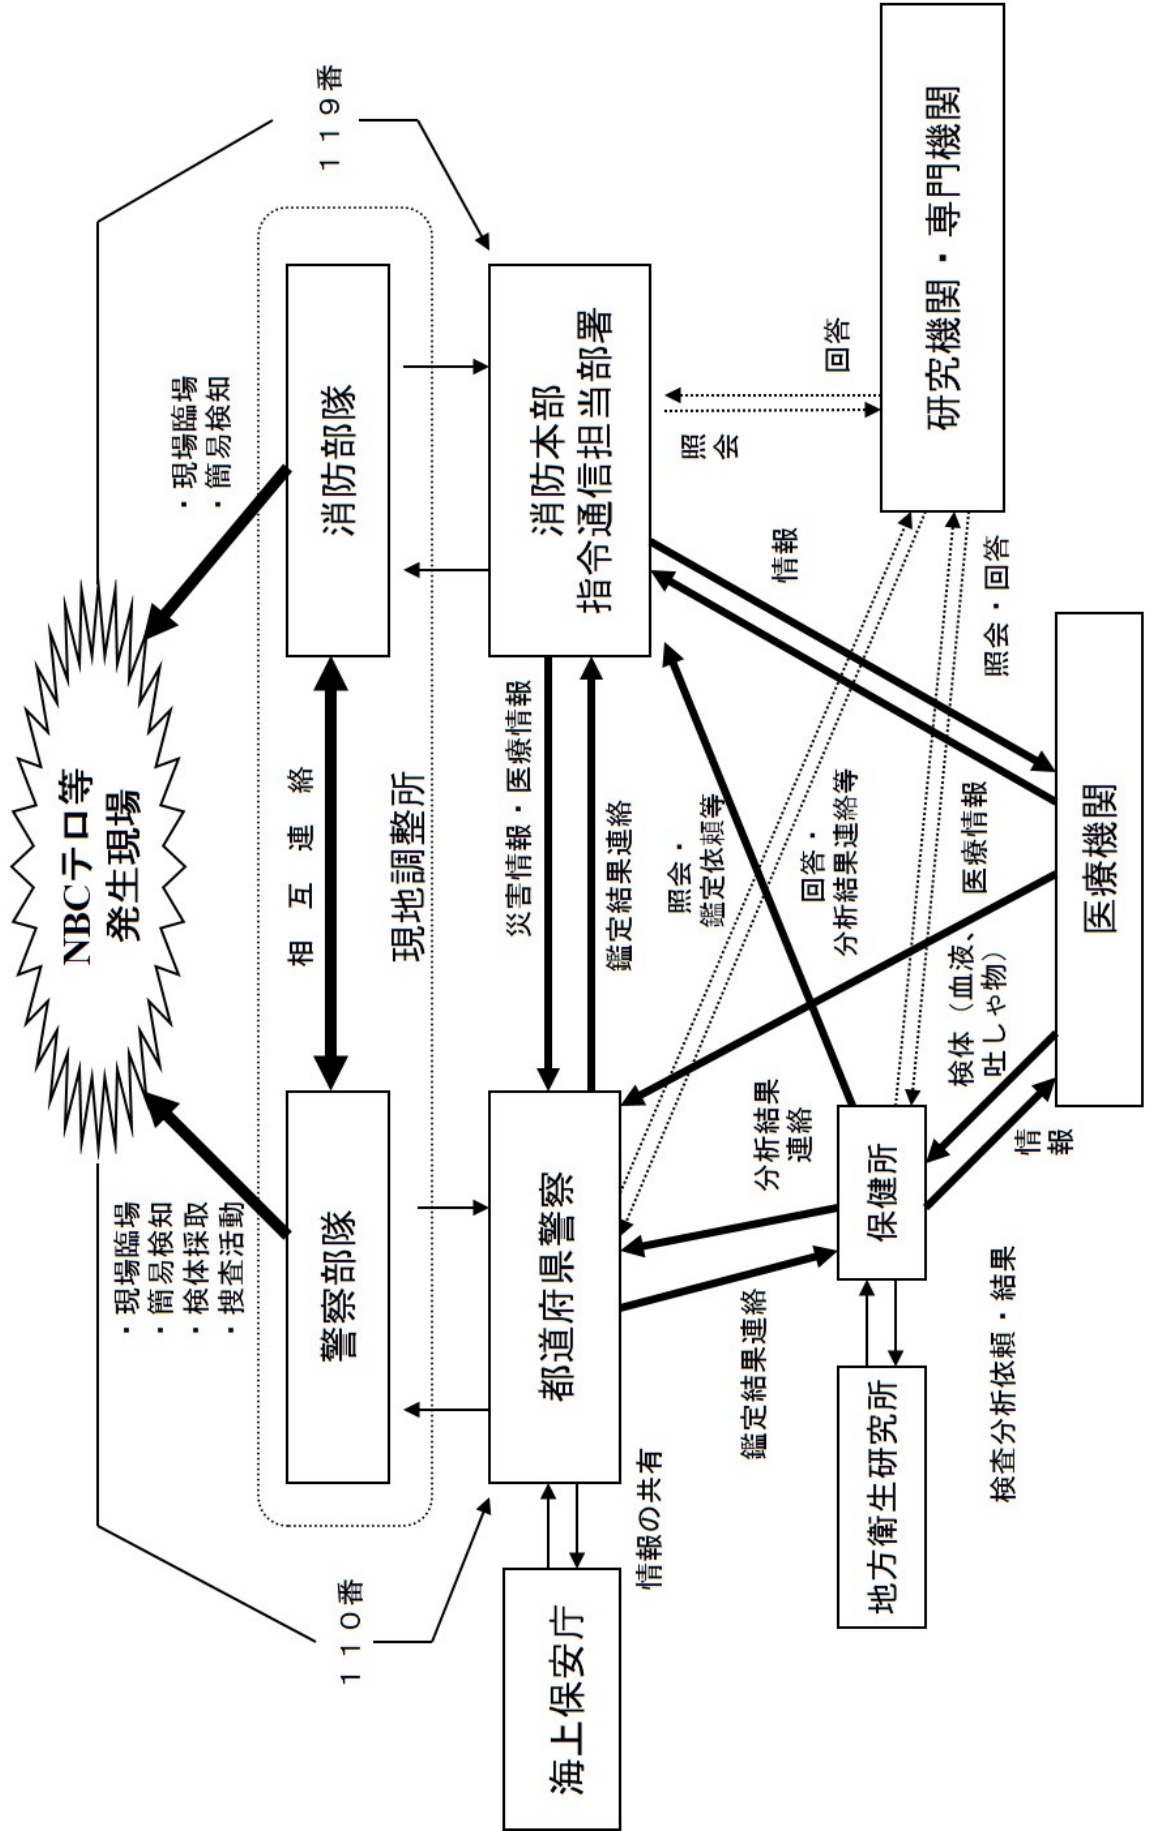 NBCテロ等
発生現場
・現場臨場
・簡易検知
・検体採取
・捜査活動
・現場臨場
・簡易検知
110番
119番
警察部隊
相互連絡
消防部隊
現地調整所
海上保安庁
情報の共有
都道府県警察
災害情報・医療情報
鑑定結果連絡
消防本部
指令通信担当部署
照会・
鑑定依頼等
回答・
分析結果連絡等
照会
回答
情報
鑑定結果連絡
分析結果
連絡
地方衛生研究所
保健所
検査分析依頼・結果
検体（血液、
吐しゃ物）
情報
医療情報
照会・回答
研究機関・専門機関
医療機関